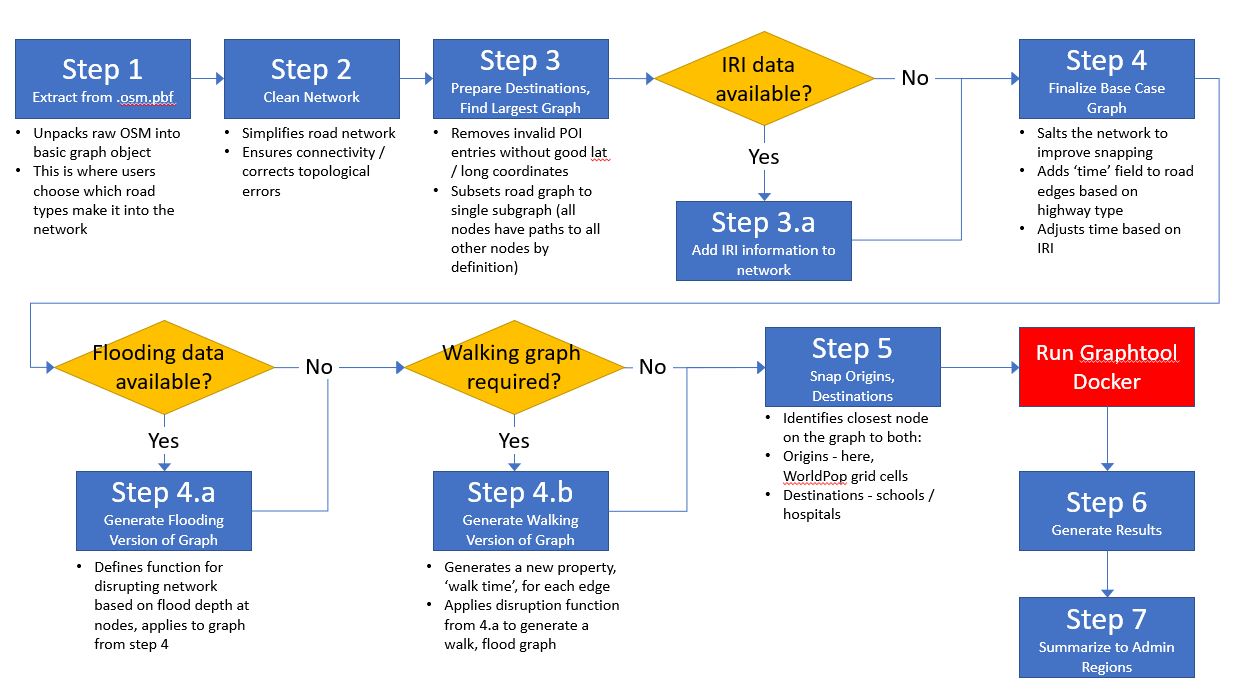 Step 1
Extract from .osm.pbf
• Unpacks raw OSM into
basic graph object
• This is where users
choose which road
types make it into the
network
Step 2
Clean Network
• Simplifies road network
• Ensures connectivity /
corrects topological
errors
Step 3
Prepare Destinations,
Find Largest Graph
• Removes invalid POI
entries without good lat
/ long coordinates
• Subsets road graph to
single subgraph (all
nodes have paths to all
other nodes by
definition)
IRI data
available?
No
Yes
Step 3.a
Add IRI information to
network
Step 4
Finalize Base Case
Graph
• Salts the network to
improve snapping
• Adds ‘time’ field to road
edges based on
highway type
• Adjusts time based on
IRI
Flooding data
available?
No
Yes
Step 4.a
Generate Flooding
Version of Graph
• Defines function for
disrupting network
based on flood depth at
nodes, applies to graph
from step 4
Walking graph
required?
No
Yes
Step 4.b
Generate Walking
Version of Graph
• Generates a new property,
‘walk time’, for each edge
• Applies disruption function
from 4.a to generate a
walk, flood graph
Step 5
Snap Origins,
Destinations
• Identifies closest node
on the graph to both:
• Origins - here,
WorldPop grid cells
• Destinations - schools /
hospitals
Run Graphtool
Docker
Step 6
Generate Results
Step 7
Summarize to Admin
Regions